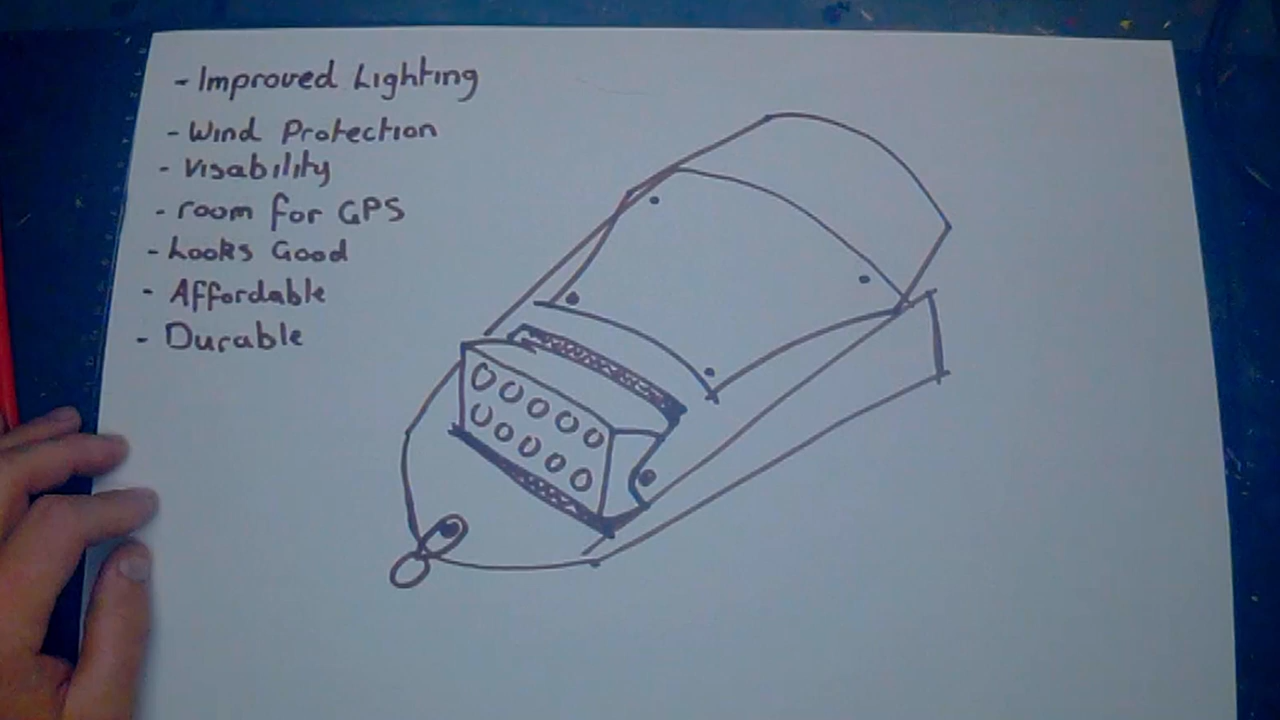 - Improved Lighting
- Wind Protection
- Visability
- room for GPS
- Looks Good
- Affordable
- Durable